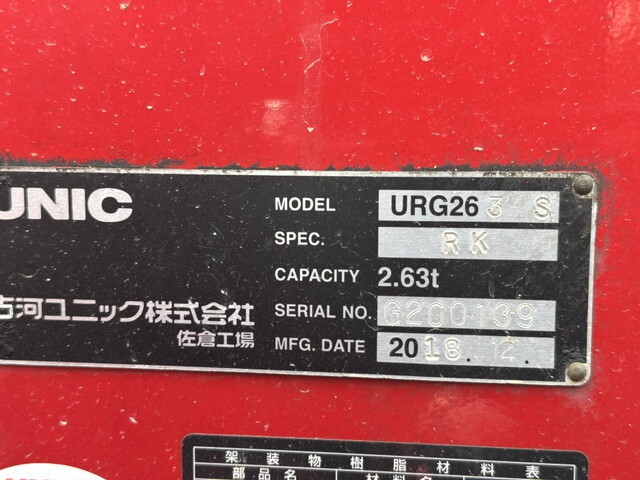 UNIC
MODEL URG26 3 S
SPEC. RK
CAPACITY 2.63t
古河ユニック株式会社
佐倉工場
SERIAL NO. G200139
MFG. DATE 2018.12.
架装物樹脂材料表
部品名 材料名